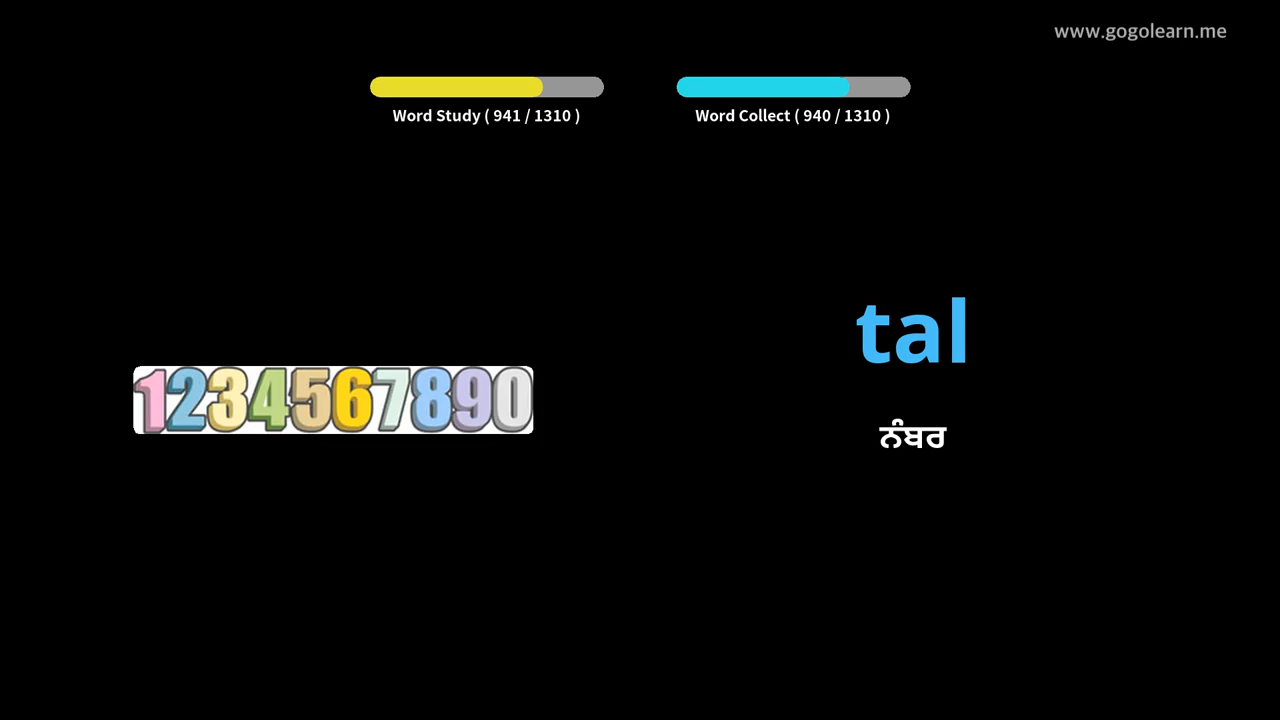 www.gogolearn.me
Word Study ( 941 / 1310 )
Word Collect ( 940 / 1310 )
tal
1234567890
ਨੰਬਰ